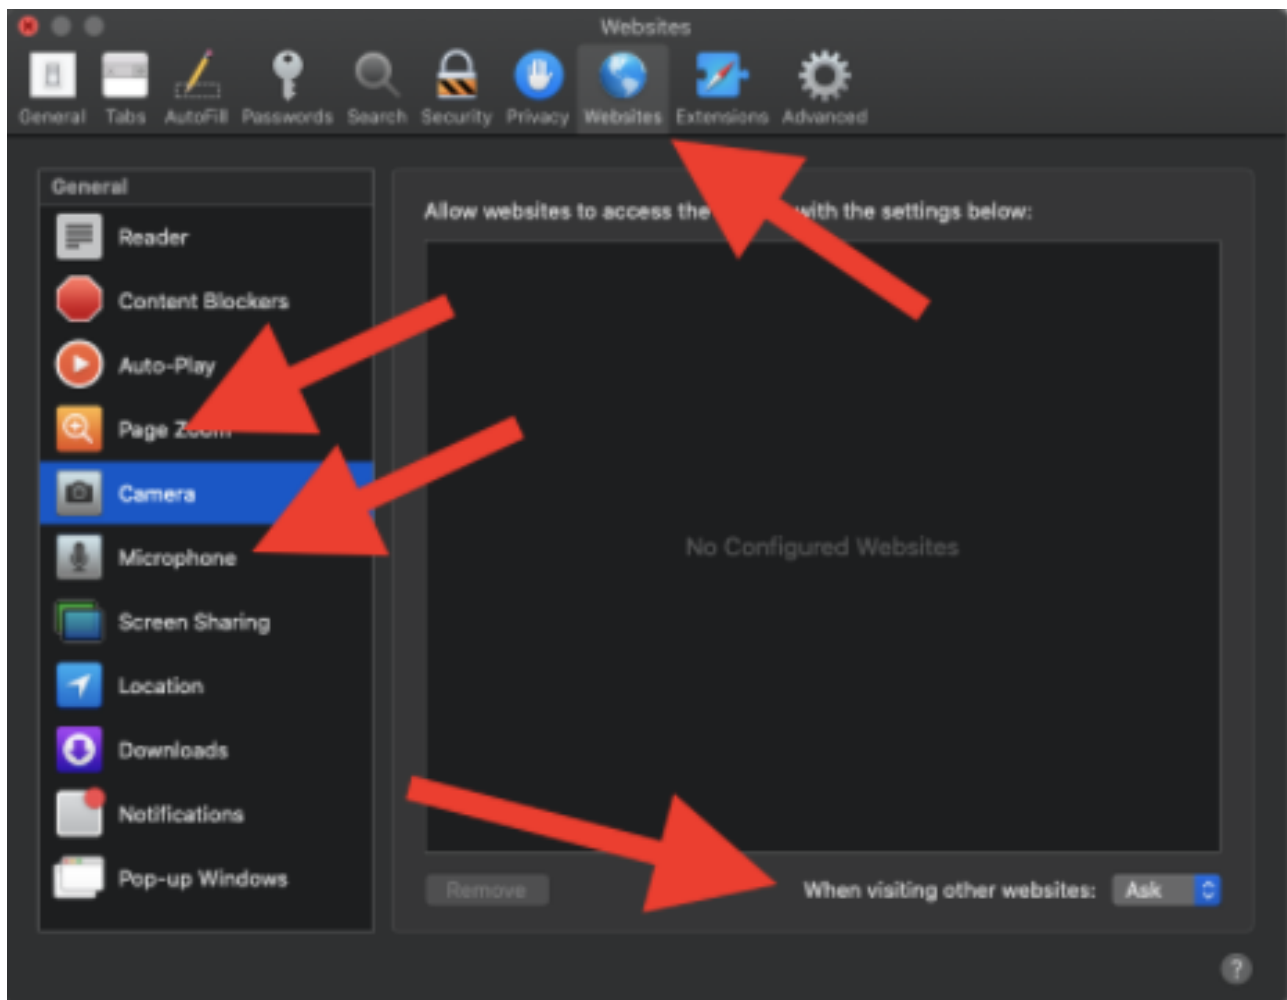 Websites
General Tabs AutoFill Passwords Search Security Privacy Websites Extensions Advanced
General
Reader
Content Blockers
Auto-Play
Page Zoom
Camera
Microphone
Screen Sharing
Location
Downloads
Notifications
Pop-up Windows
Allow websites to access the with the settings below:
No Configured Websites
Remove
When visiting other websites: Ask
?